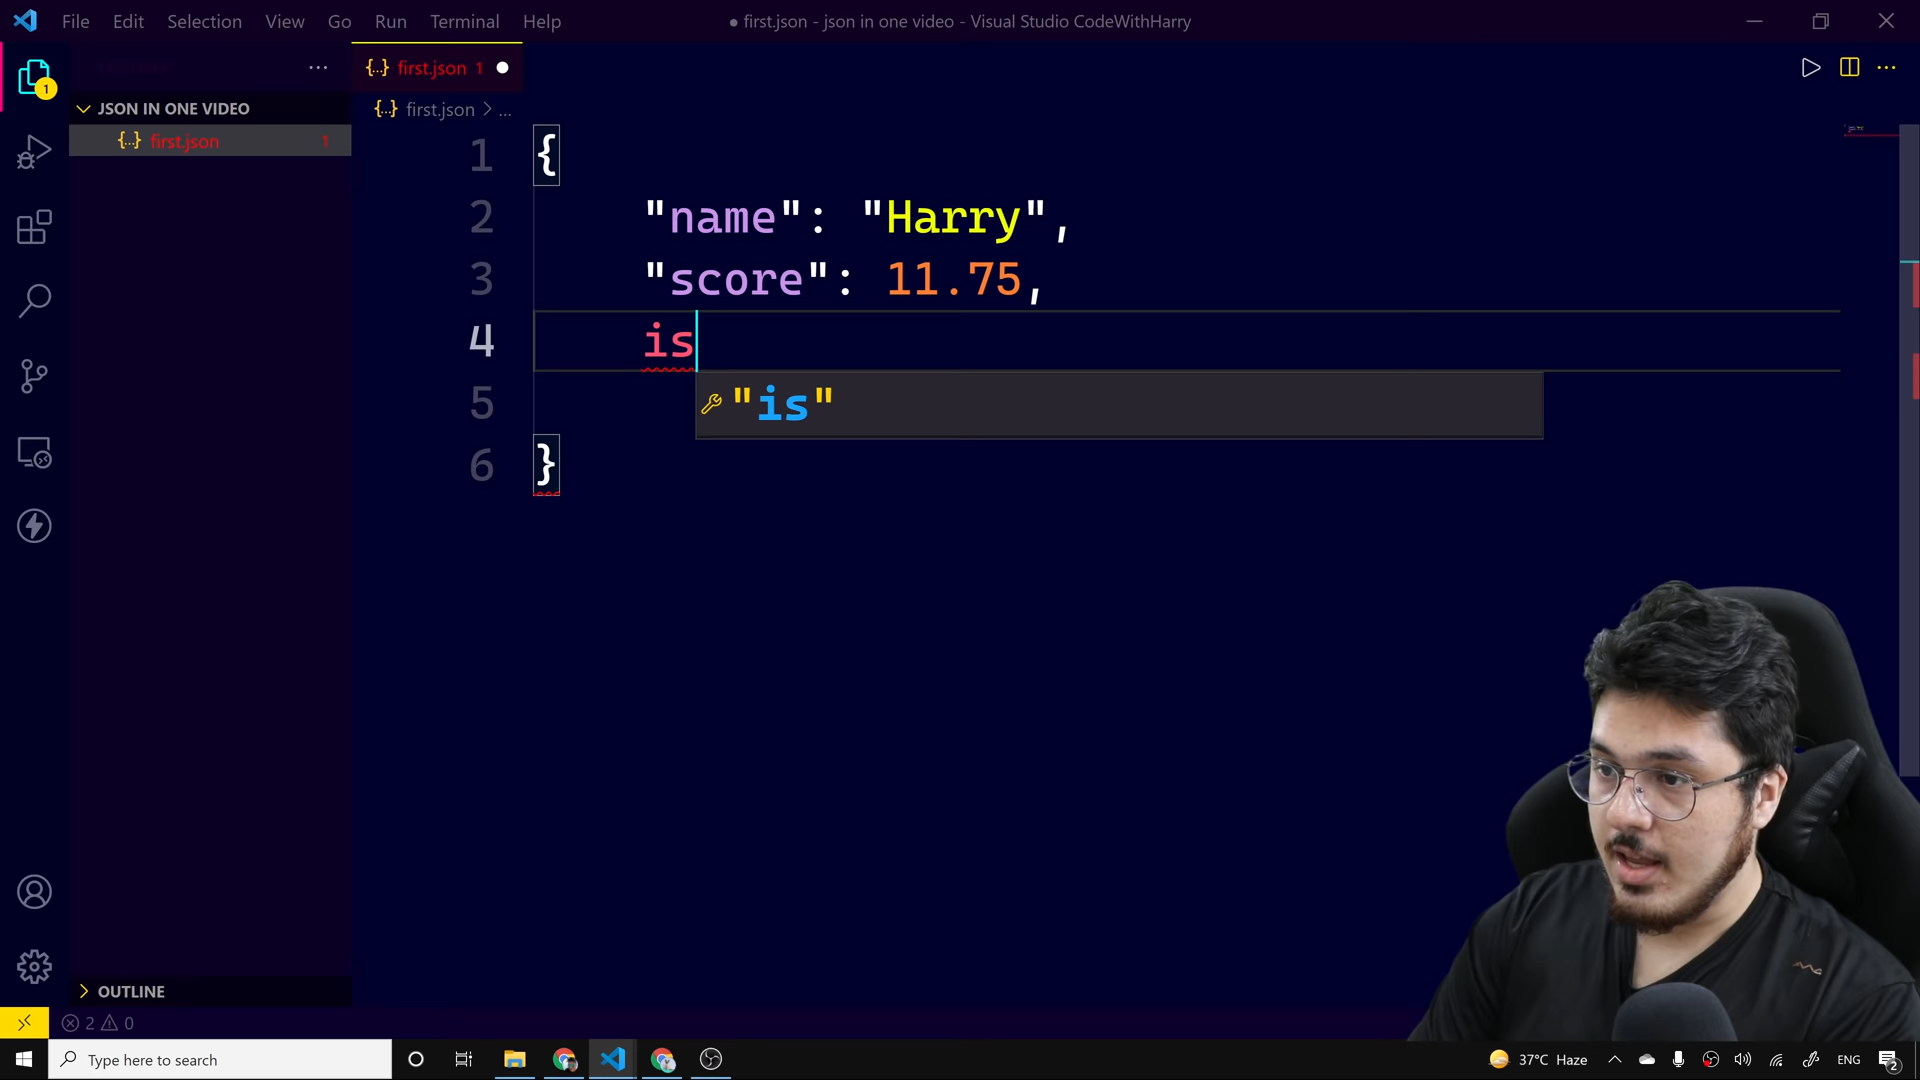 File Edit Selection View Go Run Terminal Help
● first.json - json in one video - Visual Studio CodeWithHarry
{..} first.json 1
1
JSON IN ONE VIDEO
{..} first.json 1
{..} first.json > ...
1 {
2 "name": "Harry",
3 "score": 11.75,
4 is
"is"
5
6 }
OUTLINE
2 0
Type here to search
37°C Haze
ENG
2